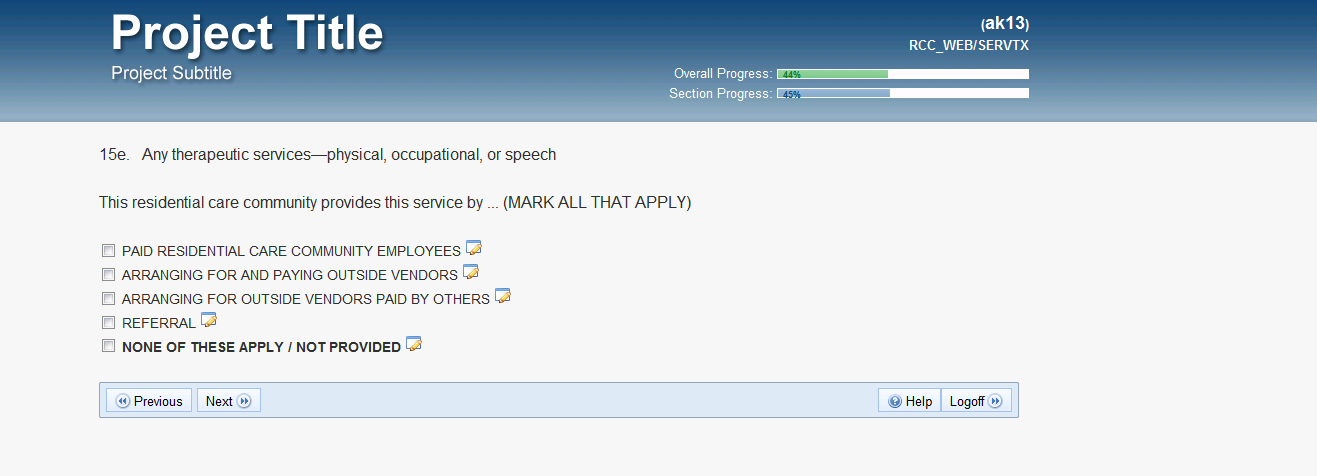 Project Title
Project Subtitle
(ak13)
RCC_WEB/SERVTX
Overall Progress: 44%
Section Progress: 45%
15e. Any therapeutic services—physical, occupational, or speech
This residential care community provides this service by ... (MARK ALL THAT APPLY)
PAID RESIDENTIAL CARE COMMUNITY EMPLOYEES
ARRANGING FOR AND PAYING OUTSIDE VENDORS
ARRANGING FOR OUTSIDE VENDORS PAID BY OTHERS
REFERRAL
NONE OF THESE APPLY / NOT PROVIDED
Previous Next Help Logoff